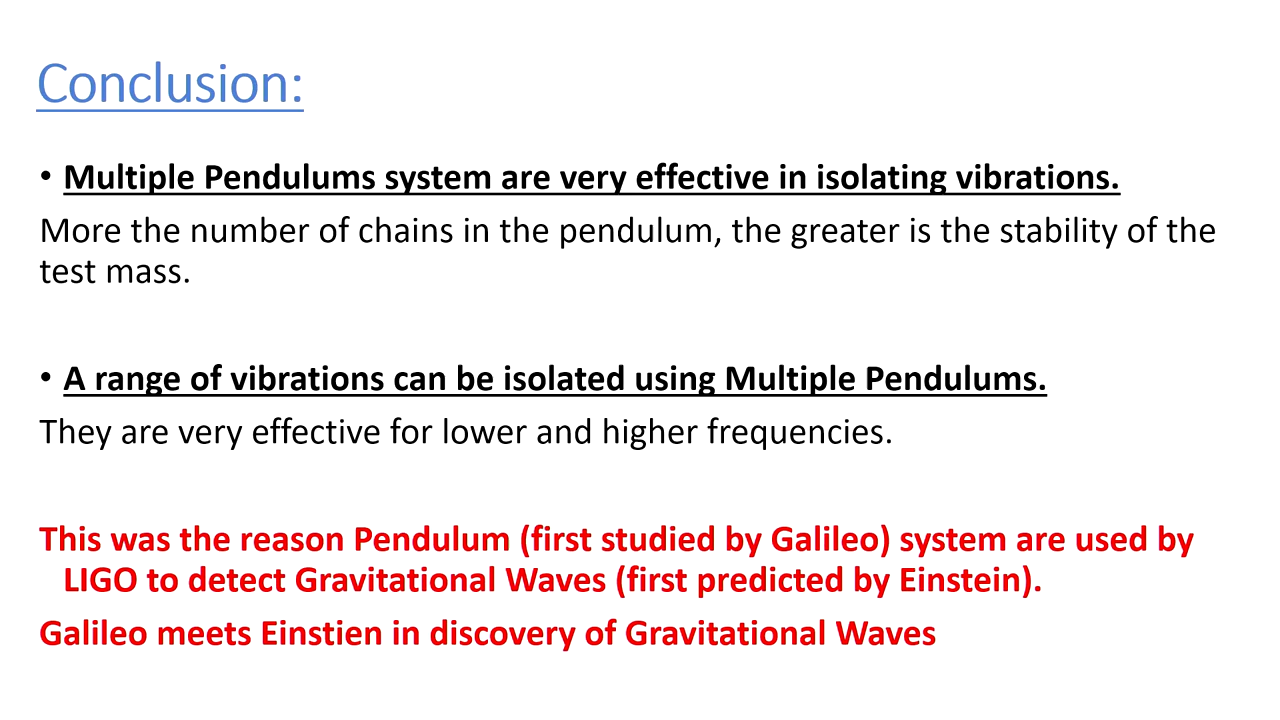 Conclusion:
• Multiple Pendulums system are very effective in isolating vibrations.
More the number of chains in the pendulum, the greater is the stability of the
test mass.
• A range of vibrations can be isolated using Multiple Pendulums.
They are very effective for lower and higher frequencies.
This was the reason Pendulum (first studied by Galileo) system are used by
LIGO to detect Gravitational Waves (first predicted by Einstein).
Galileo meets Einstien in discovery of Gravitational Waves